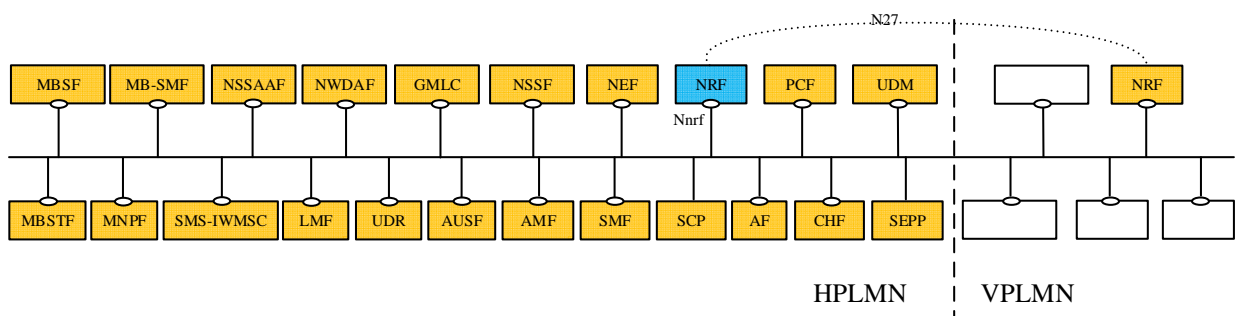 N27
MBSF MB-SMF NSSAAF NWDAF GMLC NSSF NEF NRF PCF UDM NRF
Nnrf
MBSTF MNPF SMS-IWMSC LMF UDR AUSF AMF SMF SCP AF CHF SEPP
HPLMN VPLMN